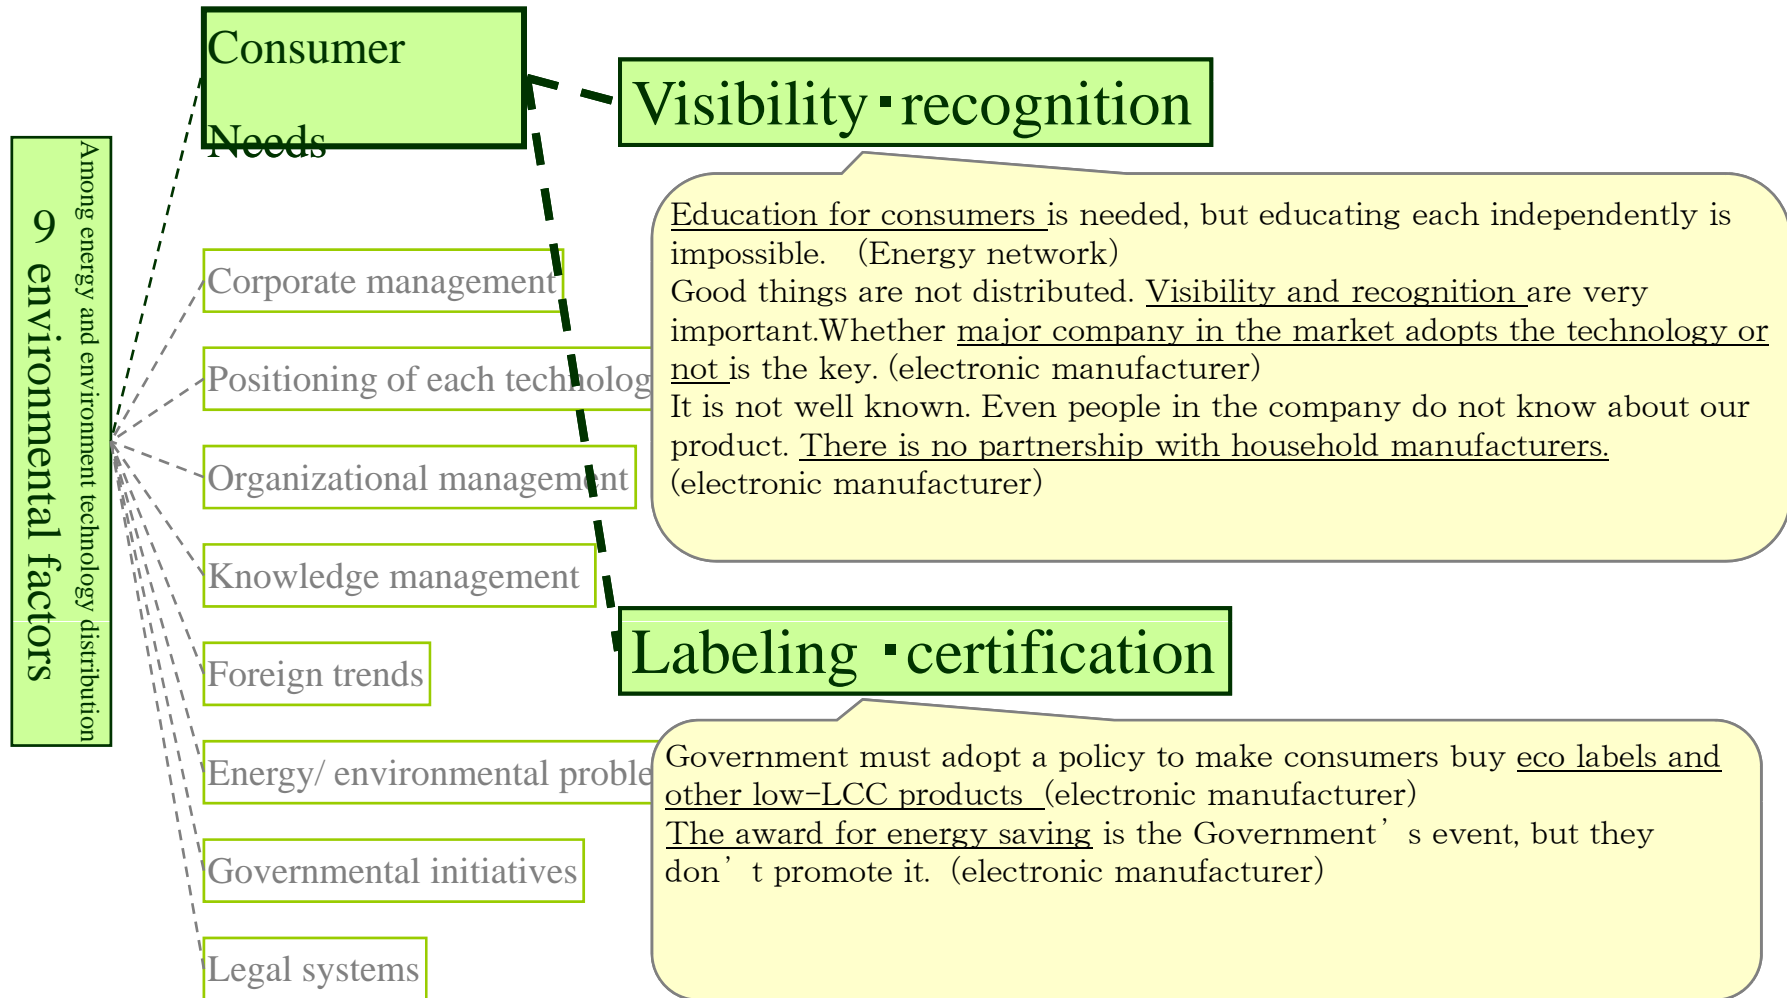 Among energy and environment technology distribution
9 environmental factors
Consumer
Needs
Corporate management
Positioning of each technolog
Organizational management
Knowledge management
Foreign trends
Energy/ environmental proble
Governmental initiatives
Legal systems
Visibility・recognition
Education for consumers is needed, but educating each independently is
impossible. (Energy network)
Good things are not distributed. Visibility and recognition are very
important.Whether major company in the market adopts the technology or
not is the key. (electronic manufacturer)
It is not well known. Even people in the company do not know about our
product. There is no partnership with household manufacturers.
(electronic manufacturer)
Labeling ・certification
Government must adopt a policy to make consumers buy eco labels and
other low-LCC products (electronic manufacturer)
The award for energy saving is the Government’s event, but they
don’t promote it. (electronic manufacturer)